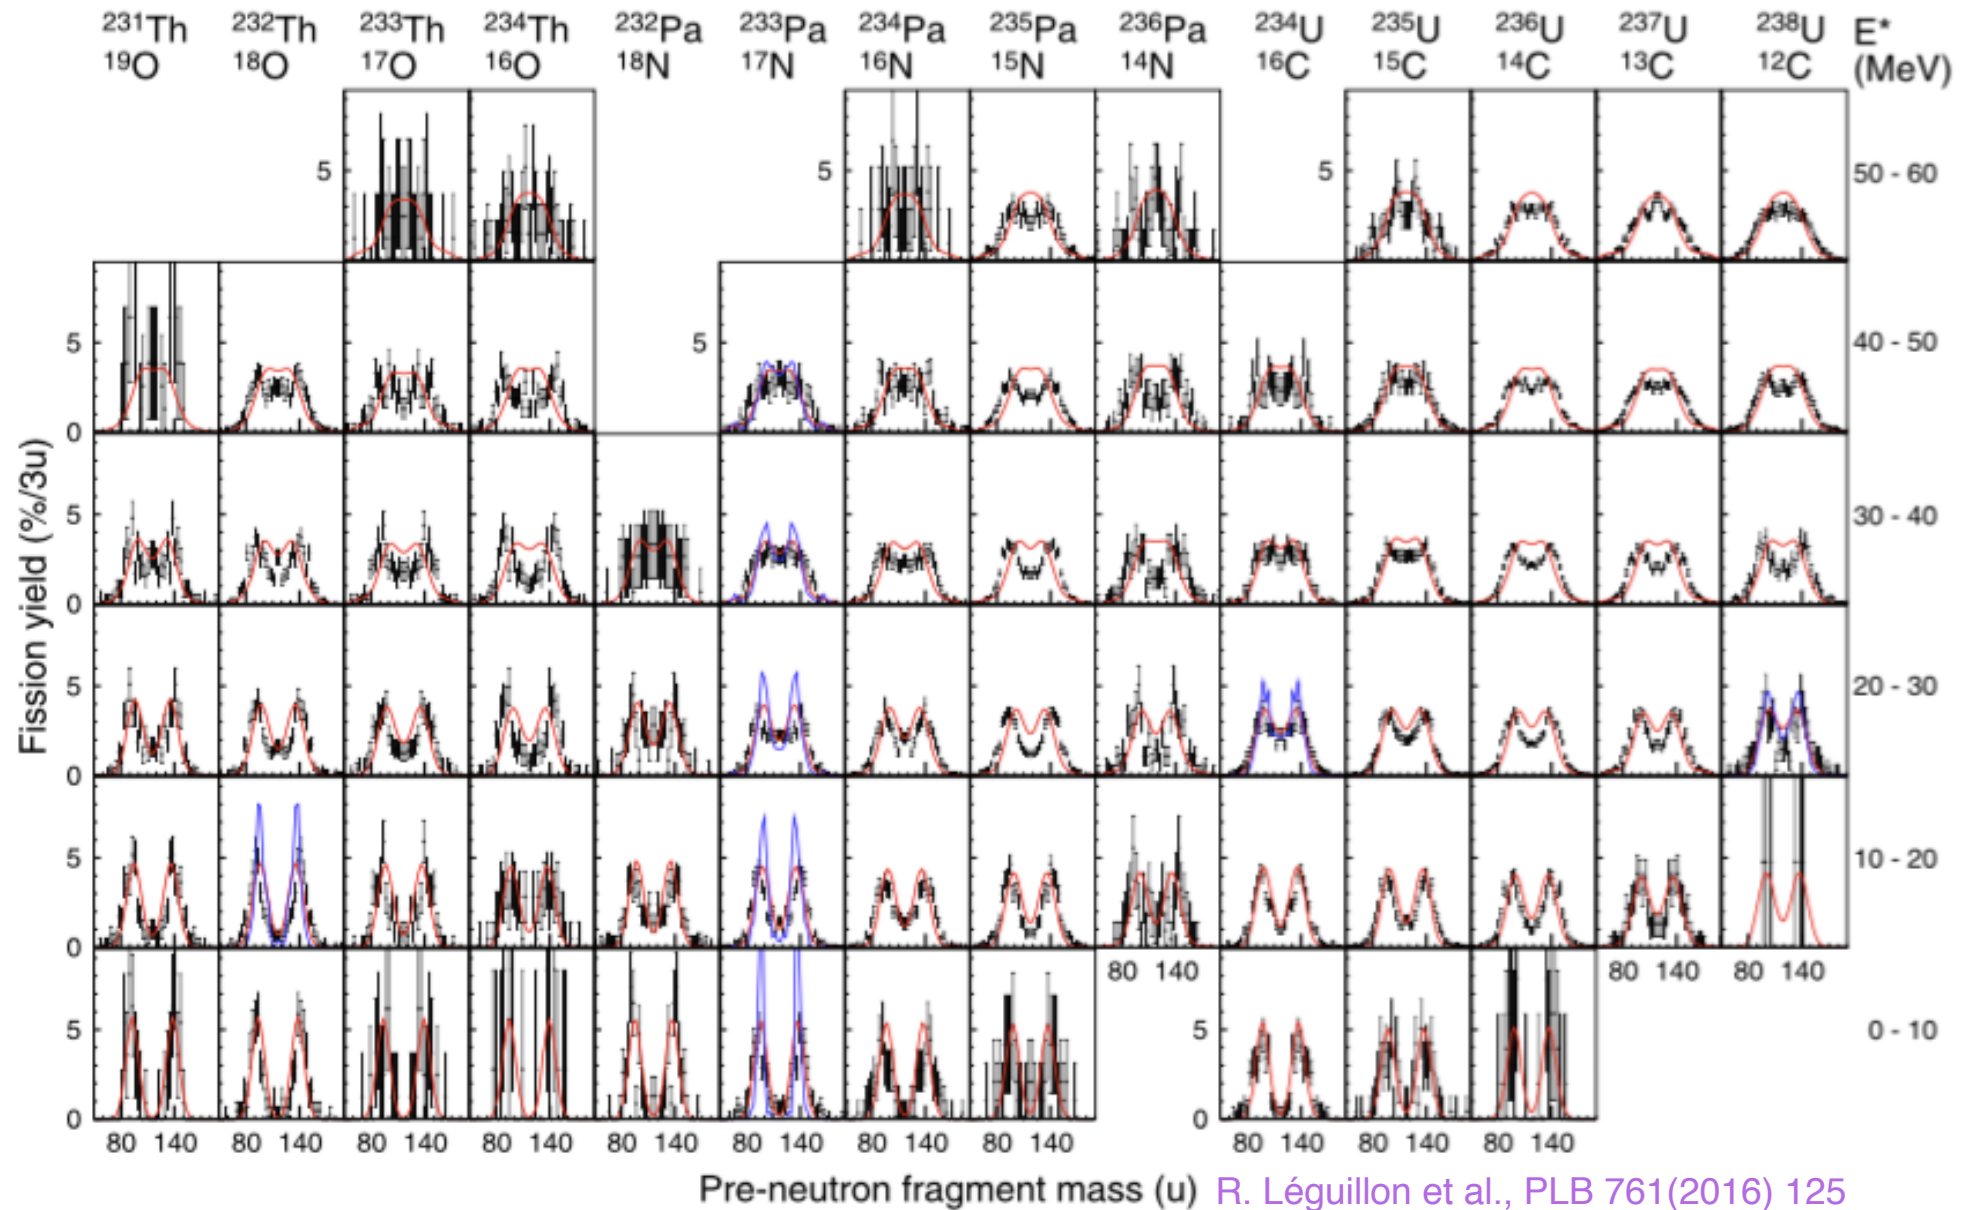 231Th 232Th 233Th 234Th 232Pa 233Pa 234Pa 235Pa 236Pa 234U 235U 236U 237U 238U E*
19O 18O 17O 16O 18N 17N 16N 15N 14N 16C 15C 14C 13C 12C (MeV)
5 5 5 50 - 60
5 5 40 - 50
0
5 30 - 40
0
5 20 - 30
0
5 10 - 20
0
80 140 80 140 80 140
5 5 0 - 10
0 0
80 140 80 140 80 140 80 140 80 140 80 140 80 140 80 140 80 140 80 140 80 140
Fission yield (%/3u)
Pre-neutron fragment mass (u) R. Léguillon et al., PLB 761(2016) 125